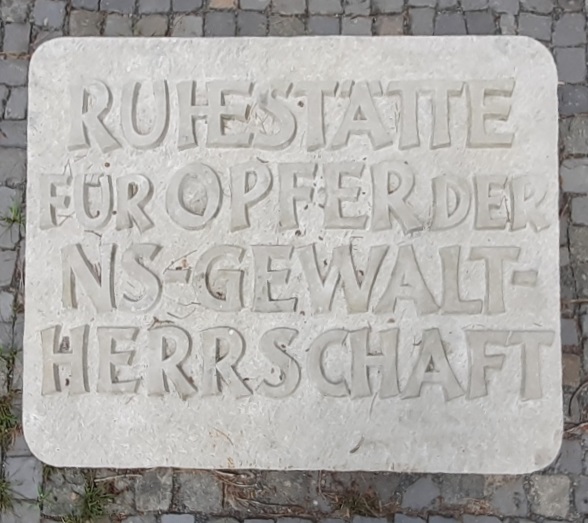 RUHESTÄTTE
FÜR OPFER DER
NS-GEWALT-
HERRSCHAFT